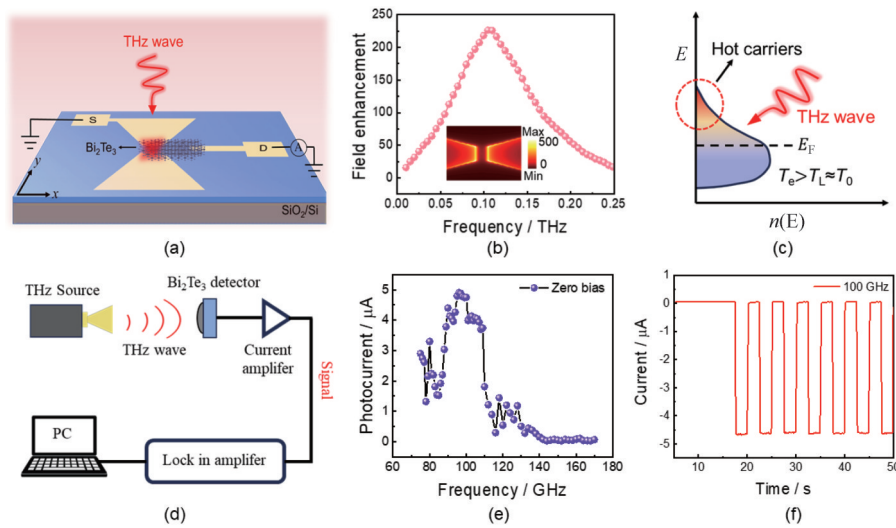 THz wave
S
Bi2Te3
D
A
y
x
SiO2/Si
(a)
Field enhancement
250
200
150
100
50
0
Max
500
0
Min
0.00 0.05 0.10 0.15 0.20 0.25
Frequency / THz
(b)
E
Hot carriers
THz wave
EF
Te>TL≈T0
n(E)
(c)
THz Source
Bi2Te3 detector
THz wave
Current
amplifer
Signal
PC
Lock in amplifer
(d)
Photocurrent / μA
5
4
3
2
1
0
Zero bias
60 80 100 120 140 160 180
Frequency / GHz
(e)
Current / μA
1
0
-1
-2
-3
-4
-5
100 GHz
10 20 30 40 50
Time / s
(f)